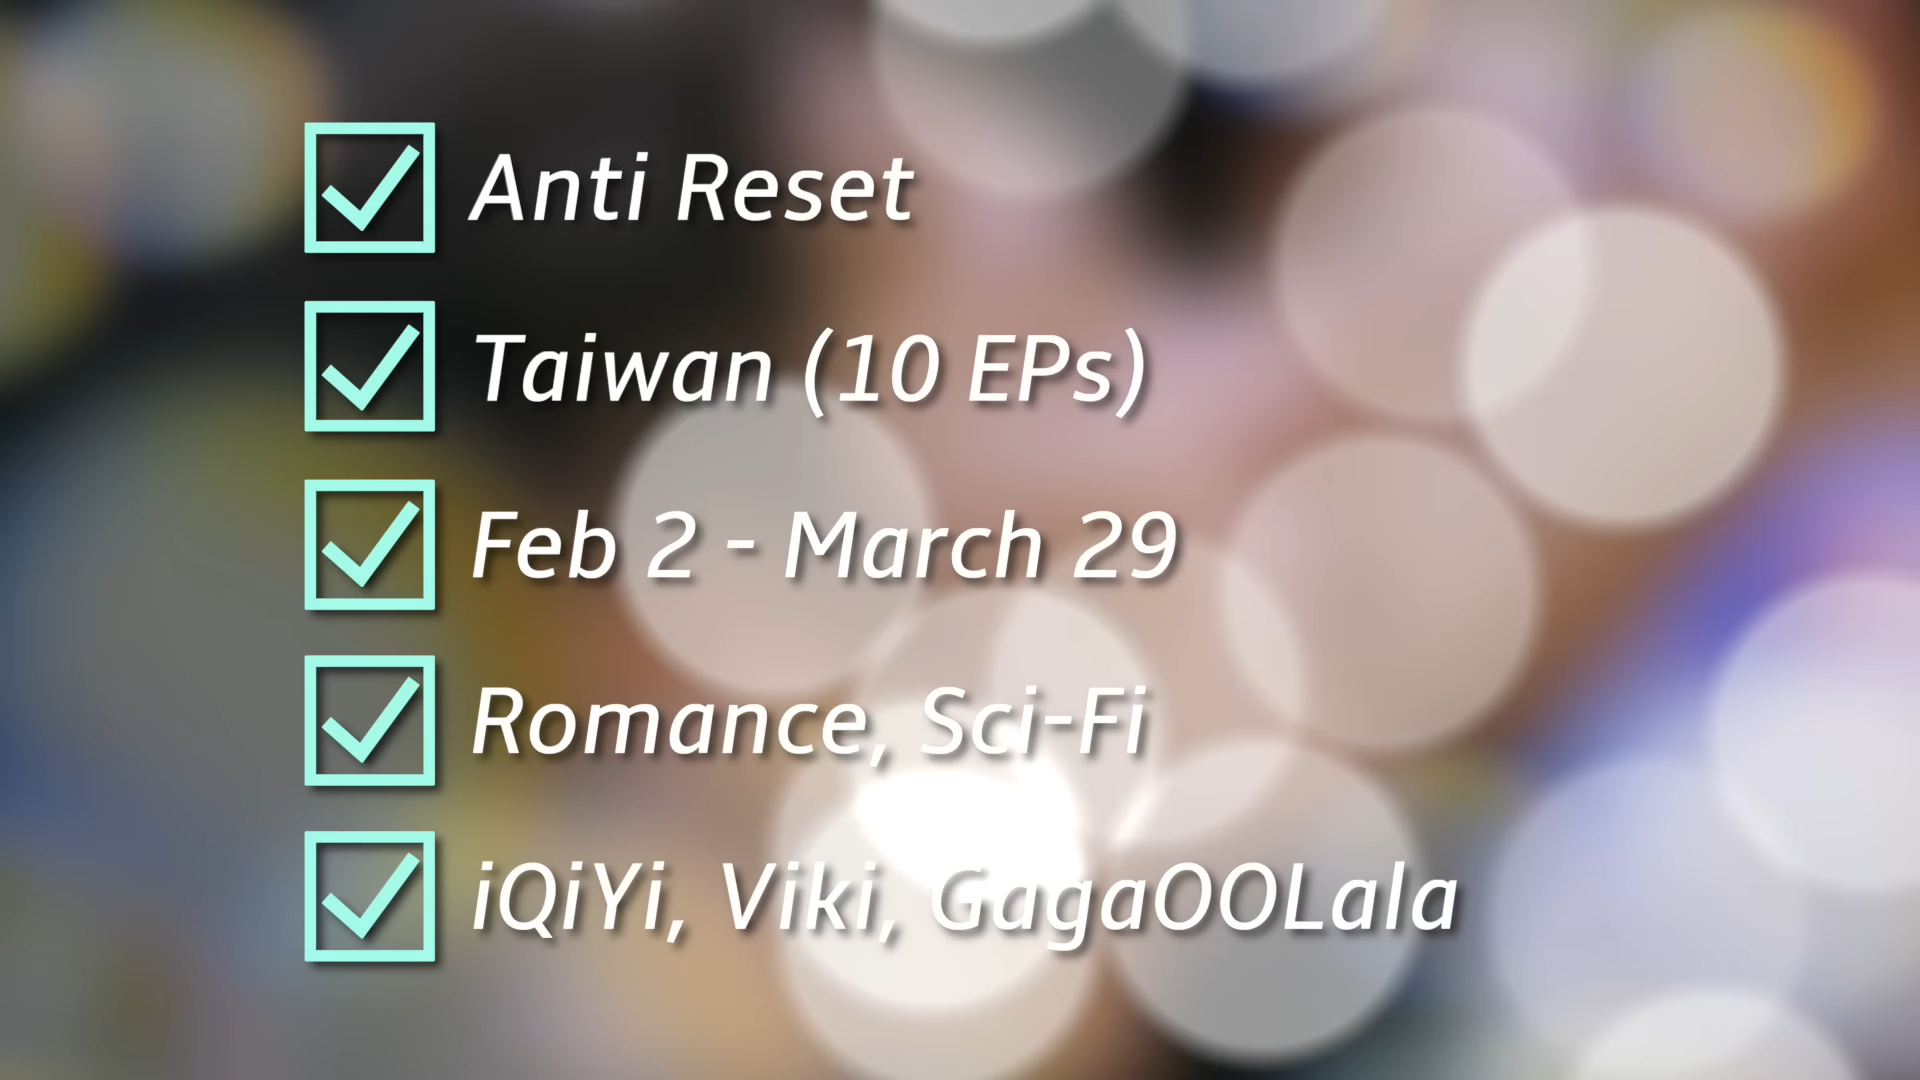 Anti Reset
Taiwan (10 EPs)
Feb 2 - March 29
Romance, Sci-Fi
iQiYi, Viki, GagaOOLala